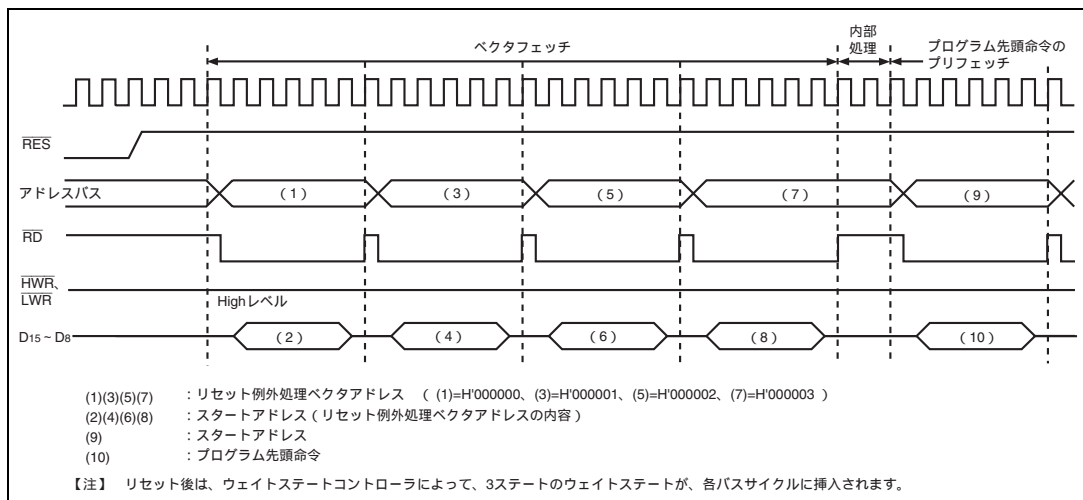 ベクタフェッチ
内部
処理
プログラム先頭命令の
プリフェッチ
RES
アドレスバス
(1)
(3)
(5)
(7)
(9)
RD
HWR、
LWR
Highレベル
D15 ~ D8
(2)
(4)
(6)
(8)
(10)
(1)(3)(5)(7) :リセット例外処理ベクタアドレス ( (1)=H'000000、(3)=H'000001、(5)=H'000002、(7)=H'000003 )
(2)(4)(6)(8) :スタートアドレス(リセット例外処理ベクタアドレスの内容)
(9) :スタートアドレス
(10) :プログラム先頭命令
【注】 リセット後は、ウェイトステートコントローラによって、3ステートのウェイトステートが、各バスサイクルに挿入されます。